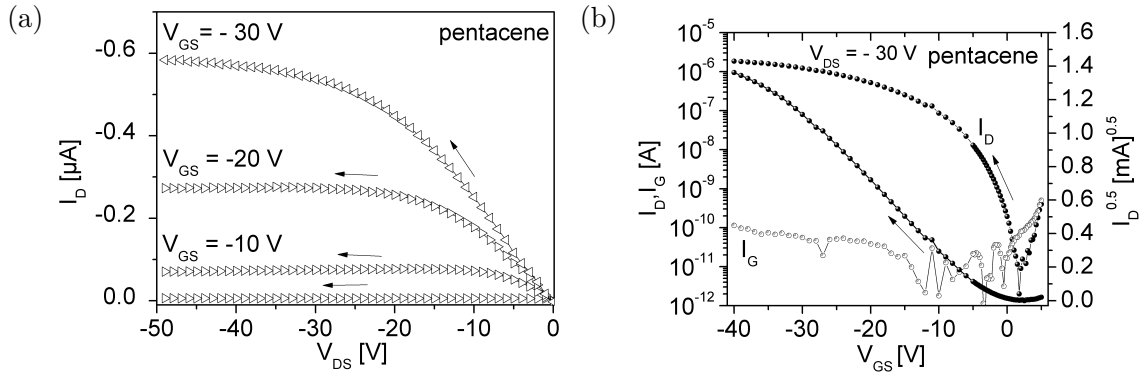 (a)
V_GS = - 30 V
pentacene
V_GS = -20 V
V_GS = -10 V
I_D [µA]
-0.6
-0.4
-0.2
0.0
-50
-40
-30
-20
-10
0
V_DS [V]
(b)
V_DS = - 30 V
pentacene
I_D
I_G
I_D, I_G [A]
10^-5
10^-6
10^-7
10^-8
10^-9
10^-10
10^-11
10^-12
I_D^0.5 [mA]^0.5
1.6
1.4
1.2
1.0
0.8
0.6
0.4
0.2
0.0
-40
-30
-20
-10
0
V_GS [V]